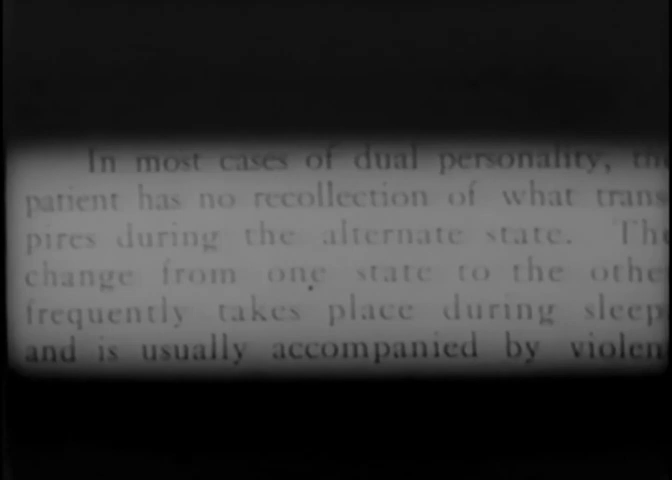 In most cases of dual personality, th
patient has no recollection of what trans
pires during the alternate state. The
change from one state to the othe
frequently takes place during sleep
and is usually accompanied by violen